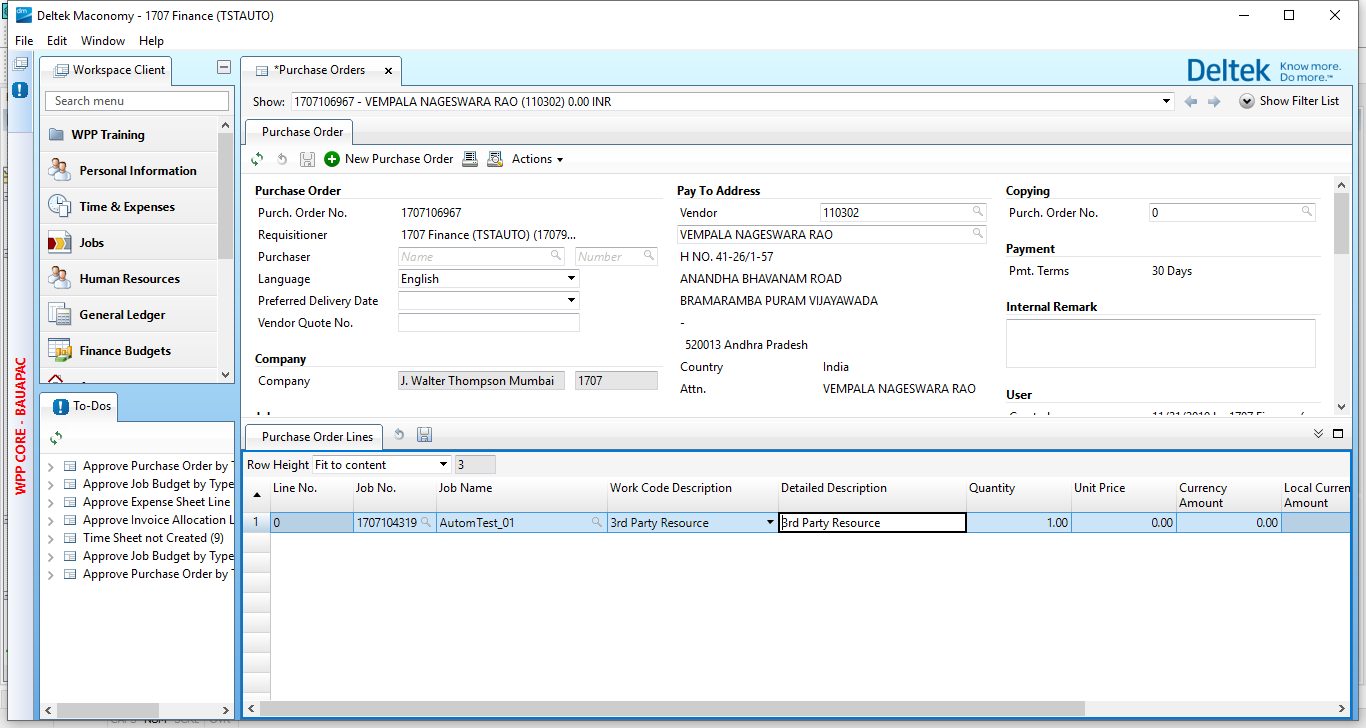 Deltek Maconomy - 1707 Finance (TSTAUTO)
File Edit Window Help
Workspace Client
*Purchase Orders
Deltek Know more. Do more.™
Search menu
Show: 1707106967 - VEMPALA NAGESWARA RAO (110302) 0.00 INR
Show Filter List
WPP Training
Personal Information
Time & Expenses
Jobs
Human Resources
General Ledger
Finance Budgets
WPP CORE - BAUAPAC
To-Dos
Approve Purchase Order by T
Approve Job Budget by Type
Approve Expense Sheet Line
Approve Invoice Allocation L
Time Sheet not Created (9)
Approve Job Budget by Type
Approve Purchase Order by T
Purchase Order
New Purchase Order Actions
Purchase Order
Purch. Order No. 1707106967
Requisitioner 1707 Finance (TSTAUTO) (17079...
Purchaser Name Number
Language English
Preferred Delivery Date
Vendor Quote No.
Company
Company J. Walter Thompson Mumbai 1707
Pay To Address
Vendor 110302
VEMPALA NAGESWARA RAO
H NO. 41-26/1-57
ANANDHA BHAVANAM ROAD
BRAMARAMBA PURAM VIJAYAWADA
-
520013 Andhra Pradesh
Country India
Attn. VEMPALA NAGESWARA RAO
Copying
Purch. Order No. 0
Payment
Pmt. Terms 30 Days
Internal Remark
User
Purchase Order Lines
Row Height Fit to content 3
Line No. Job No. Job Name Work Code Description Detailed Description Quantity Unit Price Currency Amount Local Curren Amount
1 0 1707104319 AutomTest_01 3rd Party Resource 3rd Party Resource 1.00 0.00 0.00